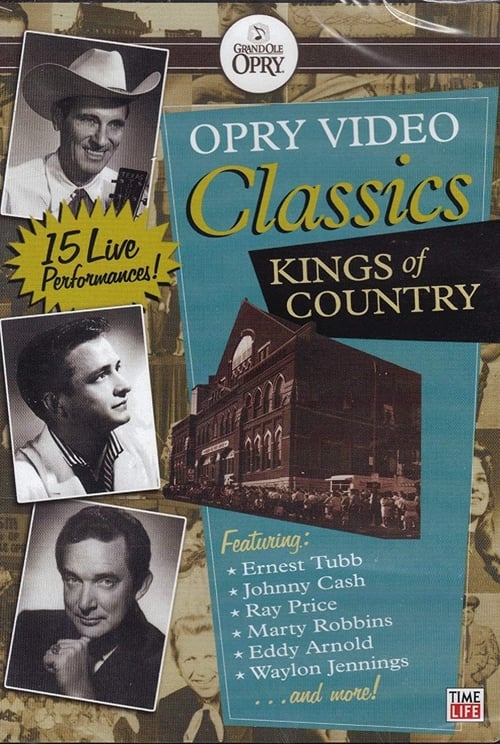 GRAND OLE
OPRY
OPRY VIDEO
Classics
KINGS of
COUNTRY
15 Live
Performances!
TEXAS
Featuring:
★ Ernest Tubb
★ Johnny Cash
★ Ray Price
★ Marty Robbins
★ Eddy Arnold
★ Waylon Jennings
...and more!
TIME
LIFE